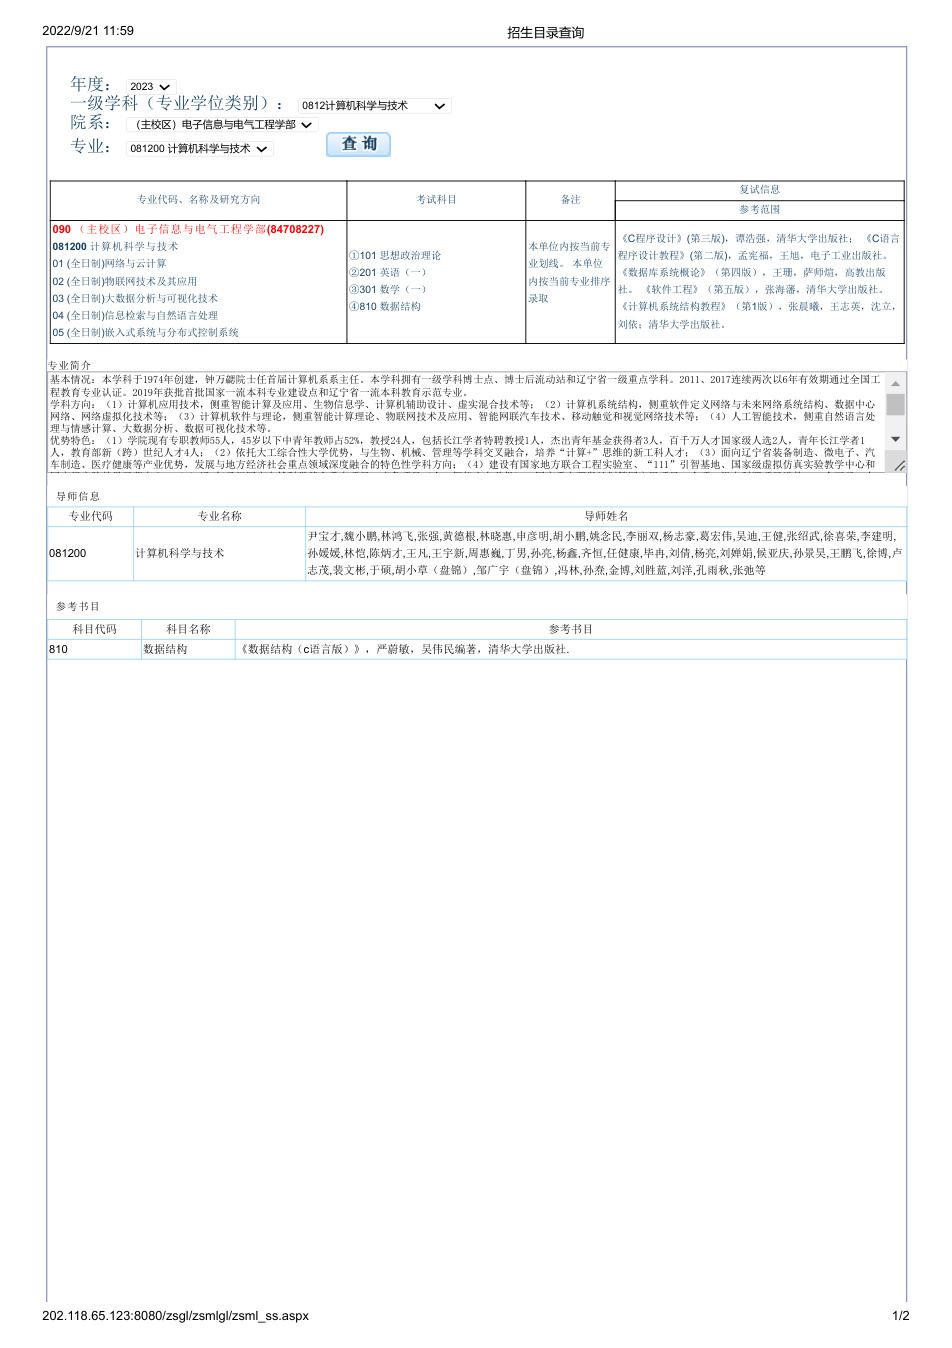 2022/9/21 11:59
招生目录查询
年度： 2023
一级学科（专业学位类别）： 0812计算机科学与技术
院系： （主校区）电子信息与电气工程学部
专业： 081200 计算机科学与技术
查 询
专业代码、名称及研究方向
考试科目
备注
复试信息
参考范围
090 （主校区）电子信息与电气工程学部(84708227)
081200 计算机科学与技术
01 (全日制)网络与云计算
02 (全日制)物联网技术及其应用
03 (全日制)大数据分析与可视化技术
04 (全日制)信息检索与自然语言处理
05 (全日制)嵌入式系统与分布式控制系统
①101 思想政治理论
②201 英语（一）
③301 数学（一）
④810 数据结构
本单位内按当前专
业划线。 本单位
内按当前专业排序
录取
《C程序设计》(第三版)，谭浩强，清华大学出版社； 《C语言
程序设计教程》(第二版)，孟宪福，王旭，电子工业出版社。
《数据库系统概论》（第四版），王珊，萨师煊，高教出版
社。 《软件工程》（第五版），张海藩，清华大学出版社。
《计算机系统结构教程》（第1版），张晨曦，王志英，沈立，
刘依；清华大学出版社。
专业简介
基本情况：本学科于1974年创建，钟万勰院士任首届计算机系系主任。本学科拥有一级学科博士点、博士后流动站和辽宁省一级重点学科。2011、2017连续两次以6年有效期通过全国工
程教育专业认证。2019年获批首批国家一流本科专业建设点和辽宁省一流本科教育示范专业。
学科方向：（1）计算机应用技术，侧重智能计算及应用、生物信息学、计算机辅助设计、虚实混合技术等；（2）计算机系统结构，侧重软件定义网络与未来网络系统结构、数据中心
网络、网络虚拟化技术等；（3）计算机软件与理论，侧重智能计算理论、物联网技术及应用、智能网联汽车技术、移动触觉和视觉网络技术等；（4）人工智能技术，侧重自然语言处
理与情感计算、大数据分析、数据可视化技术等。
优势特色：（1）学院现有专职教师55人，45岁以下中青年教师占52%，教授24人，包括长江学者特聘教授1人，杰出青年基金获得者3人，百千万人才国家级人选2人，青年长江学者1
人，教育部新（跨）世纪人才4人；（2）依托大工综合性大学优势，与生物、机械、管理等学科交叉融合，培养“计算+”思维的新工科人才；（3）面向辽宁省装备制造、微电子、汽
车制造、医疗健康等产业优势，发展与地方经济社会重点领域深度融合的特色性学科方向；（4）建设有国家地方联合工程实验室、“111”引智基地、国家级虚拟仿真实验教学中心和
导师信息
专业代码
专业名称
导师姓名
081200
计算机科学与技术
尹宝才,魏小鹏,林鸿飞,张强,黄德根,林晓惠,申彦明,胡小鹏,姚念民,李丽双,杨志豪,葛宏伟,吴迪,王健,张绍武,徐喜荣,李建明,
孙媛媛,林恺,陈炳才,王凡,王宇新,周惠巍,丁男,孙亮,杨鑫,齐恒,任健康,毕冉,刘倩,杨亮,刘婵娟,候亚庆,孙景昊,王鹏飞,徐博,卢
志茂,裴文彬,于硕,胡小草（盘锦）,邹广宇（盘锦）,冯林,孙焘,金博,刘胜蓝,刘洋,孔雨秋,张弛等
参考书目
科目代码
科目名称
参考书目
810
数据结构
《数据结构（c语言版）》，严蔚敏，吴伟民编著，清华大学出版社.
202.118.65.123:8080/zsgl/zsmlgl/zsml_ss.aspx
1/2